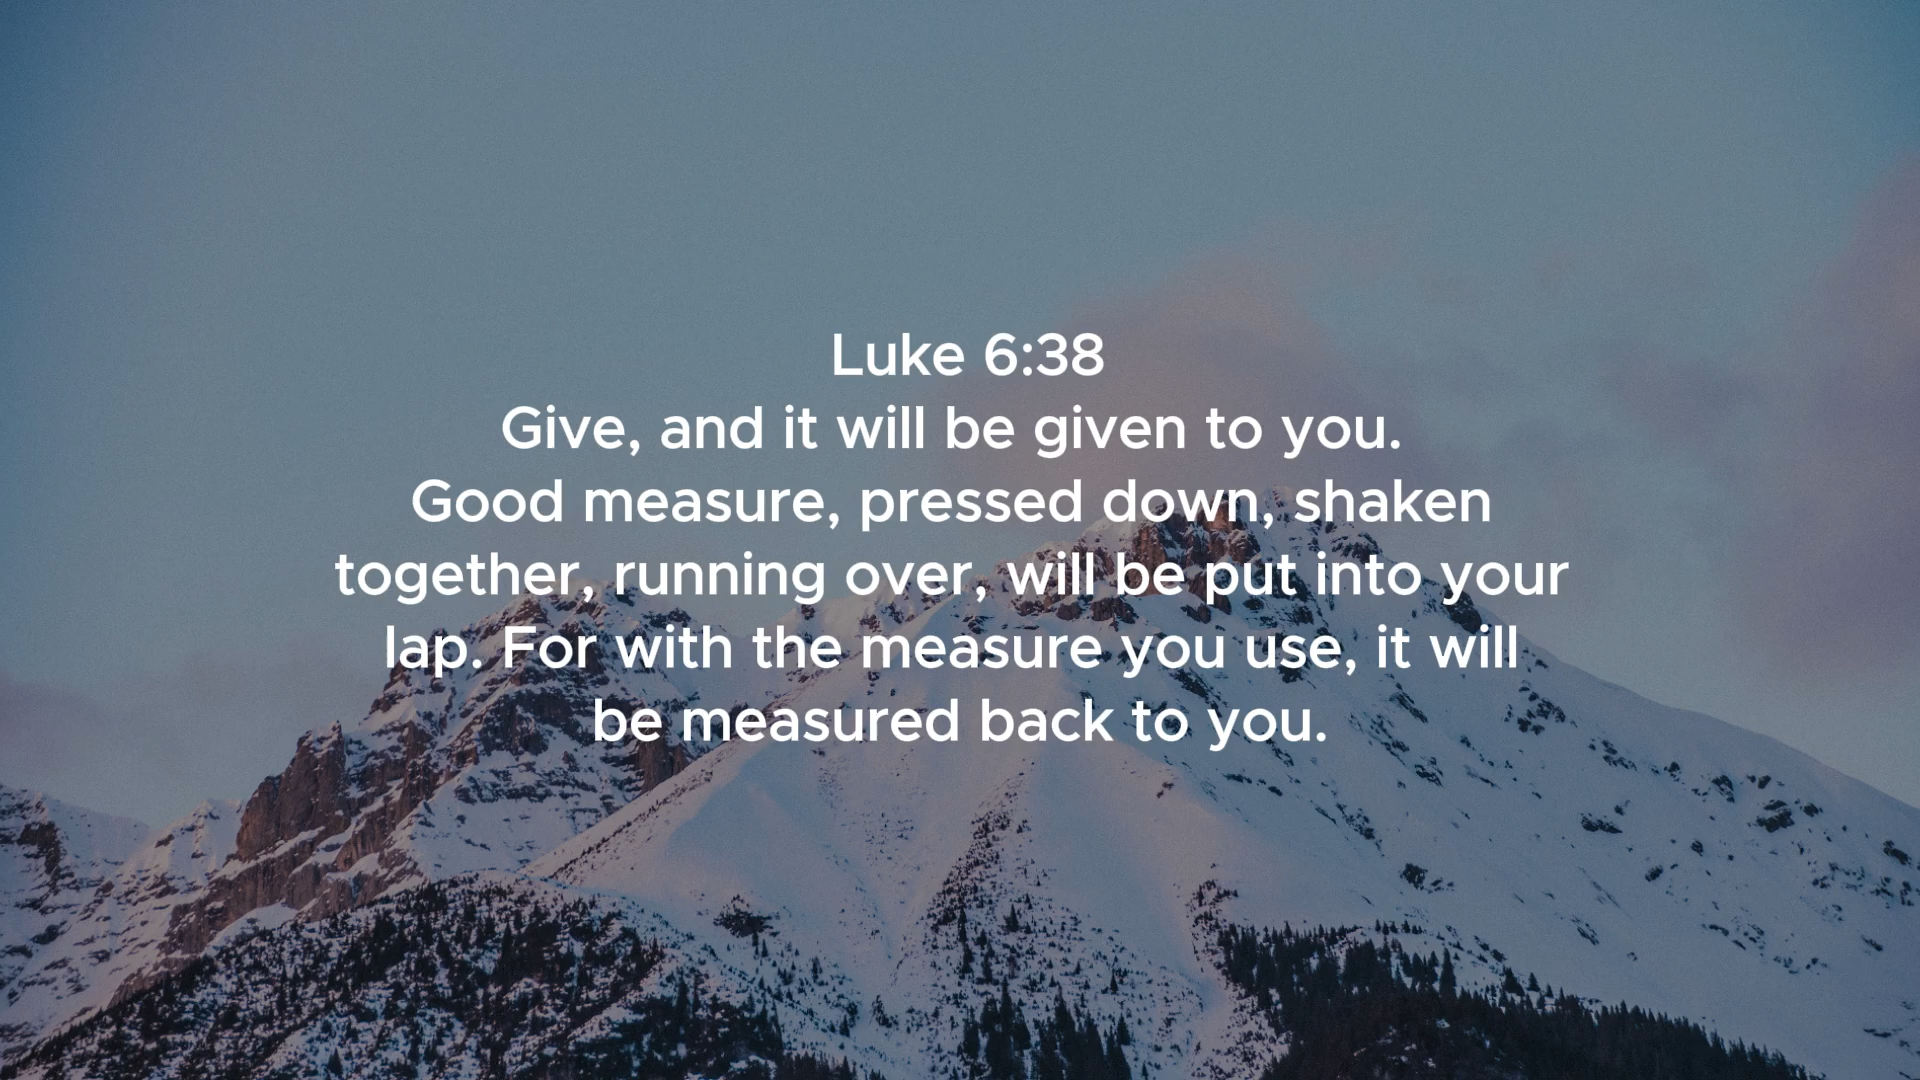 Luke 6:38
Give, and it will be given to you.
Good measure, pressed down, shaken
together, running over, will be put into your
lap. For with the measure you use, it will
be measured back to you.